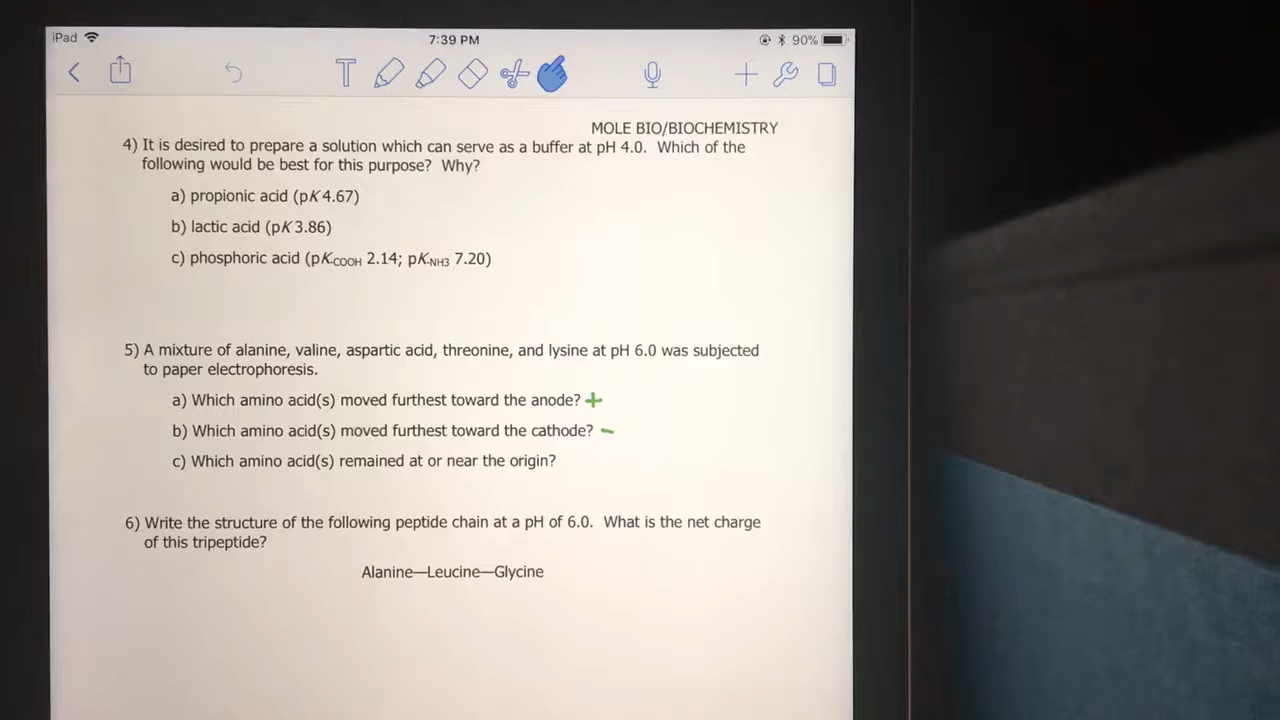 iPad 7:39 PM 90%
T
MOLE BIO/BIOCHEMISTRY
4) It is desired to prepare a solution which can serve as a buffer at pH 4.0. Which of the
following would be best for this purpose? Why?
a) propionic acid (pK 4.67)
b) lactic acid (pK 3.86)
c) phosphoric acid (pKCOOH 2.14; pKNH3 7.20)
5) A mixture of alanine, valine, aspartic acid, threonine, and lysine at pH 6.0 was subjected
to paper electrophoresis.
a) Which amino acid(s) moved furthest toward the anode? +
b) Which amino acid(s) moved furthest toward the cathode? -
c) Which amino acid(s) remained at or near the origin?
6) Write the structure of the following peptide chain at a pH of 6.0. What is the net charge
of this tripeptide?
Alanine—Leucine—Glycine